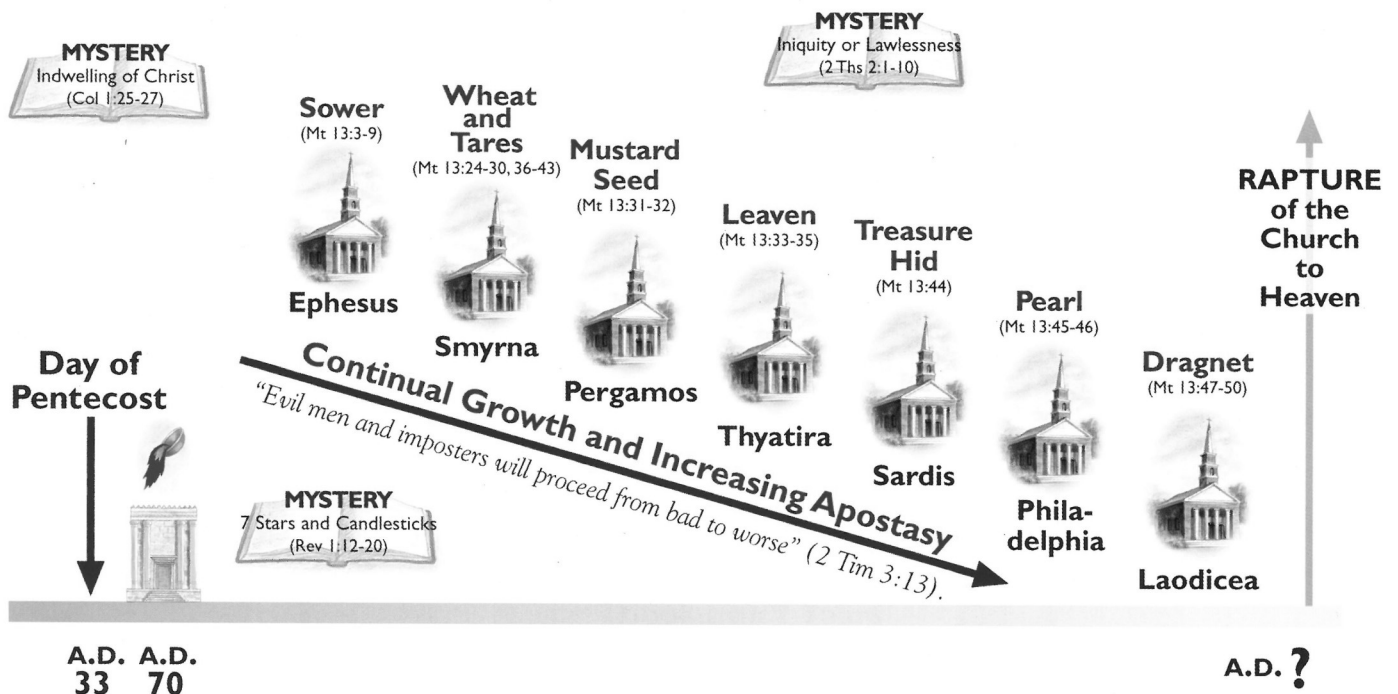 MYSTERY
Indwelling of Christ
(Col 1:25-27)
MYSTERY
Iniquity or Lawlessness
(2 Ths 2:1-10)
Sower
(Mt 13:3-9)
Ephesus
Wheat
and
Tares
(Mt 13:24-30, 36-43)
Smyrna
Mustard
Seed
(Mt 13:31-32)
Pergamos
Leaven
(Mt 13:33-35)
Thyatira
Treasure
Hid
(Mt 13:44)
Sardis
Pearl
(Mt 13:45-46)
Phila-
delphia
Dragnet
(Mt 13:47-50)
Laodicea
RAPTURE
of the
Church
to
Heaven
Day of
Pentecost
Continual Growth and Increasing Apostasy
"Evil men and imposters will proceed from bad to worse" (2 Tim 3:13).
MYSTERY
7 Stars and Candlesticks
(Rev 1:12-20)
A.D.
33
A.D.
70
A.D. ?